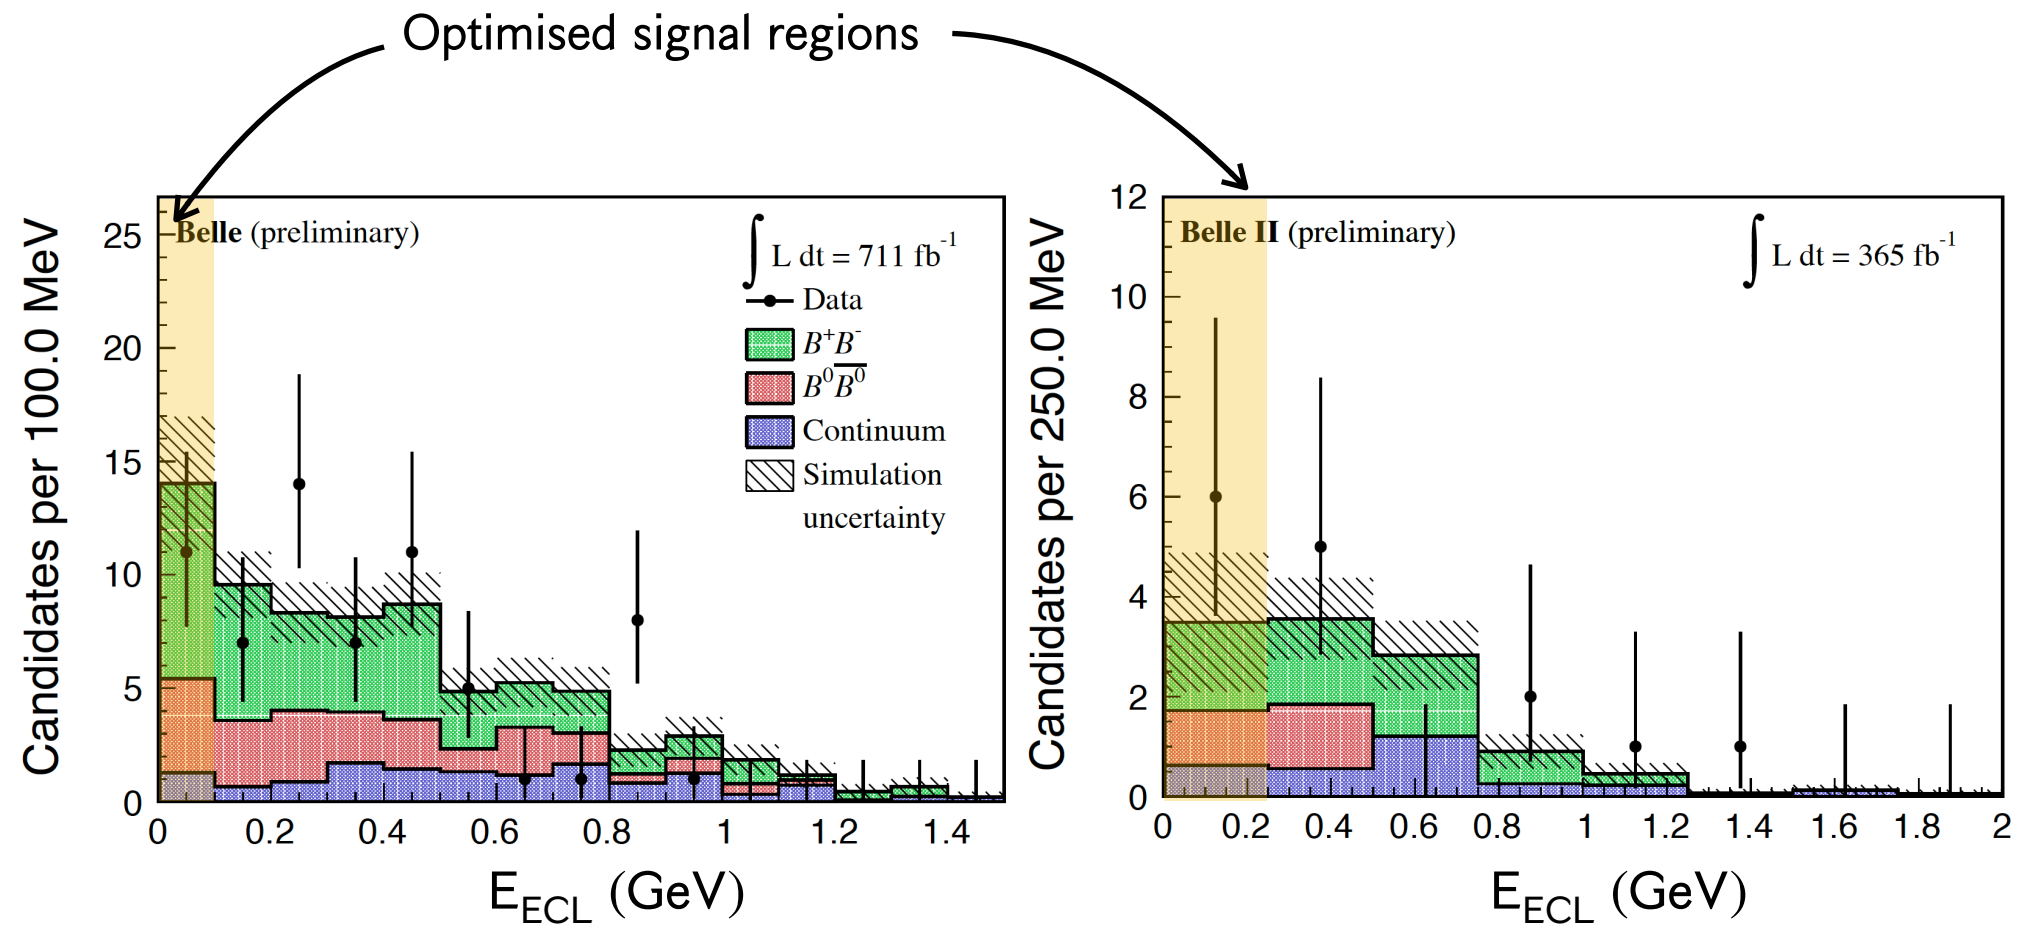 Optimised signal regions
Belle (preliminary)
∫ L dt = 711 fb⁻¹
Data
B⁺B⁻
B⁰B̅⁰
Continuum
Simulation
uncertainty
Candidates per 100.0 MeV
25
20
15
10
5
0
0 0.2 0.4 0.6 0.8 1 1.2 1.4
E_ECL (GeV)
Belle II (preliminary)
∫ L dt = 365 fb⁻¹
Candidates per 250.0 MeV
12
10
8
6
4
2
0
0 0.2 0.4 0.6 0.8 1 1.2 1.4 1.6 1.8 2
E_ECL (GeV)